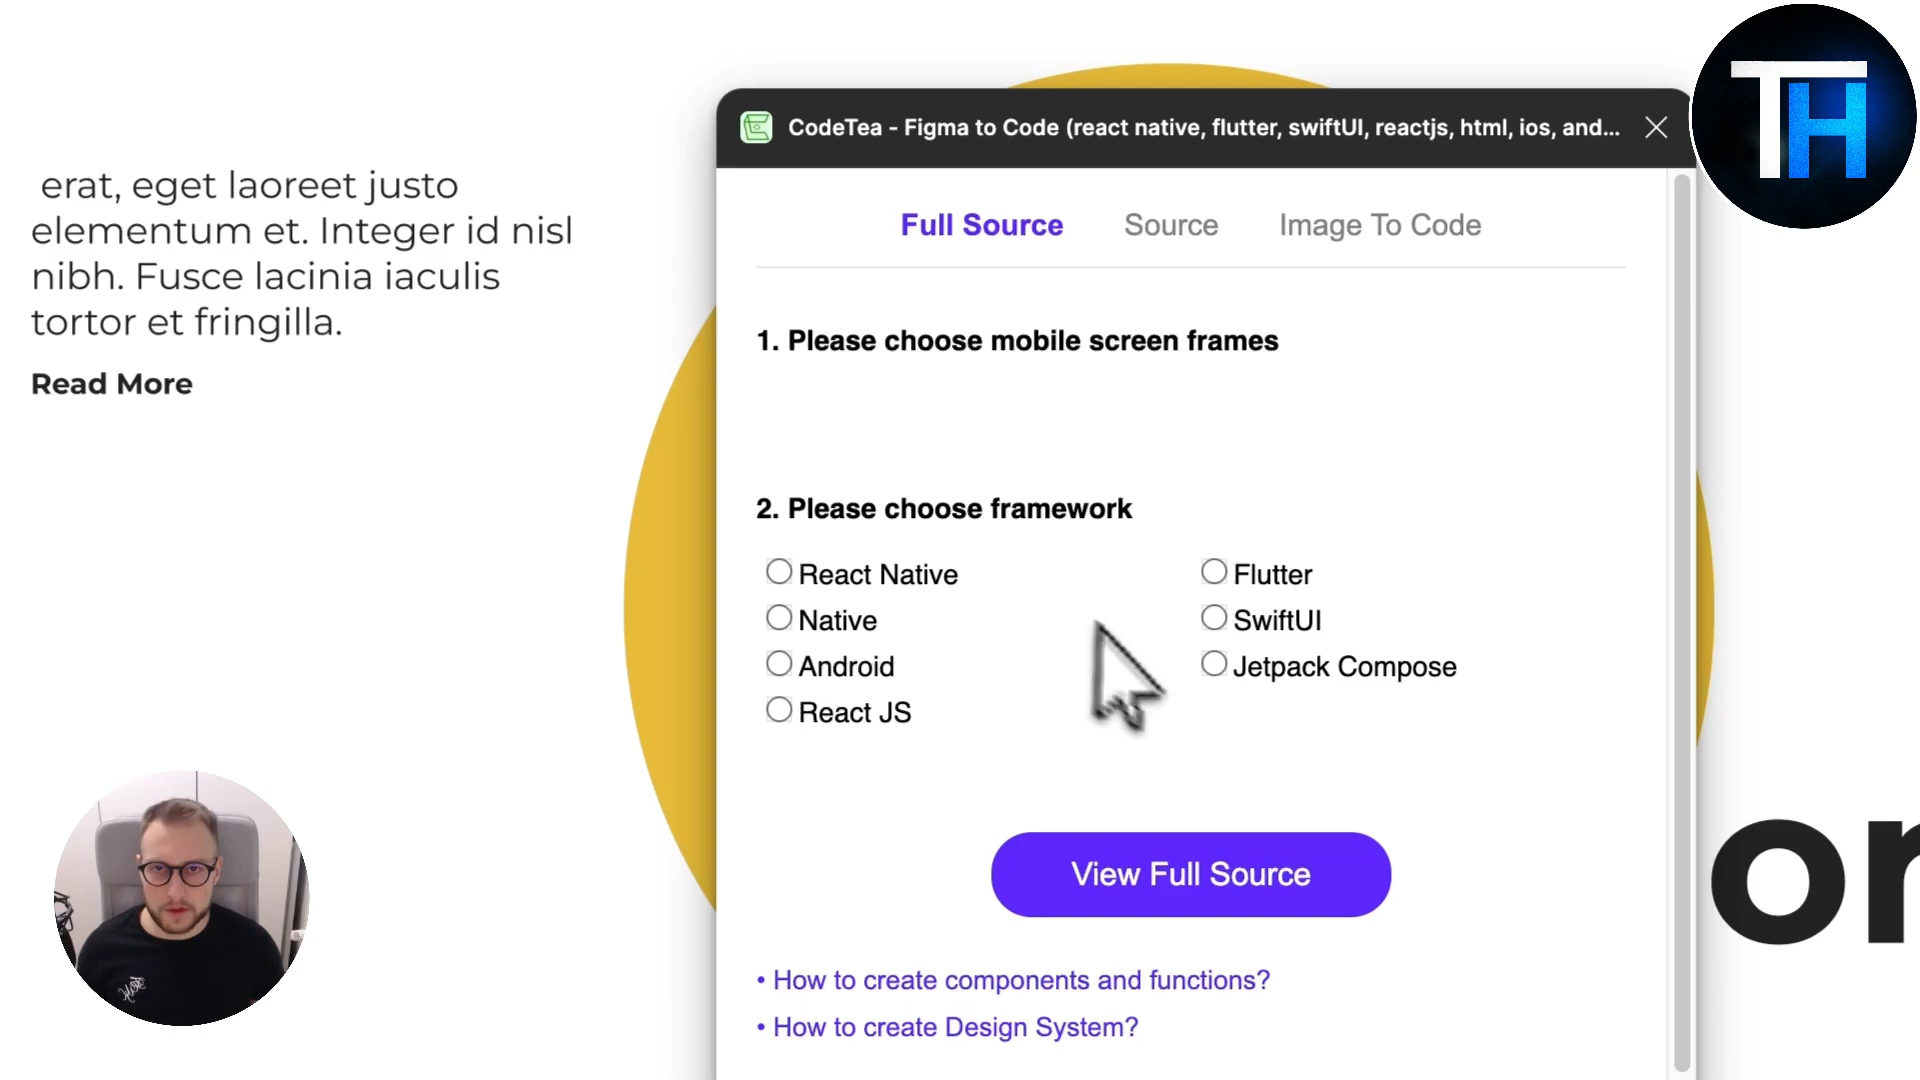 erat, eget laoreet justo
elementum et. Integer id nisl
nibh. Fusce lacinia iaculis
tortor et fringilla.
Read More
CodeTea - Figma to Code (react native, flutter, swiftUI, reactjs, html, ios, and...
TH
Full Source Source Image To Code
1. Please choose mobile screen frames
2. Please choose framework
React Native Flutter
Native SwiftUI
Android Jetpack Compose
React JS
View Full Source
or
• How to create components and functions?
• How to create Design System?